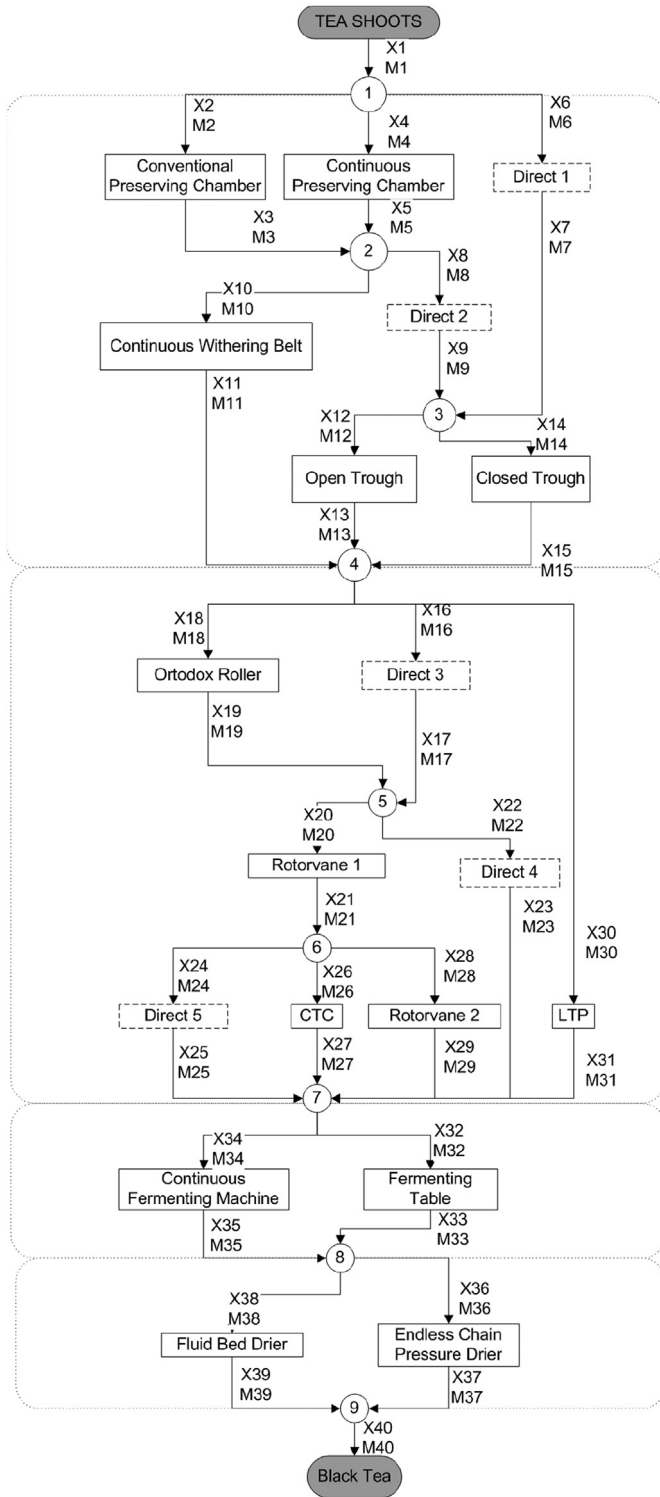 TEA SHOOTS
X1
M1
1
X2
M2
X4
M4
X6
M6
Conventional
Preserving Chamber
Continuous
Preserving Chamber
Direct 1
X3
M3
X5
M5
X7
M7
2
X8
M8
X10
M10
Direct 2
Continuous Withering Belt
X9
M9
X11
M11
3
X12
M12
X14
M14
Open Trough
Closed Trough
X13
M13
X15
M15
4
X18
M18
X16
M16
Ortodox Roller
Direct 3
X19
M19
X17
M17
5
X20
M20
X22
M22
Rotorvane 1
Direct 4
X21
M21
X23
M23
6
X30
M30
X24
M24
X26
M26
X28
M28
Direct 5
CTC
Rotorvane 2
LTP
X25
M25
X27
M27
X29
M29
X31
M31
7
X34
M34
X32
M32
Continuous
Fermenting Machine
Fermenting
Table
X35
M35
X33
M33
8
X38
M38
X36
M36
Fluid Bed Drier
Endless Chain
Pressure Drier
X39
M39
X37
M37
9
X40
M40
Black Tea